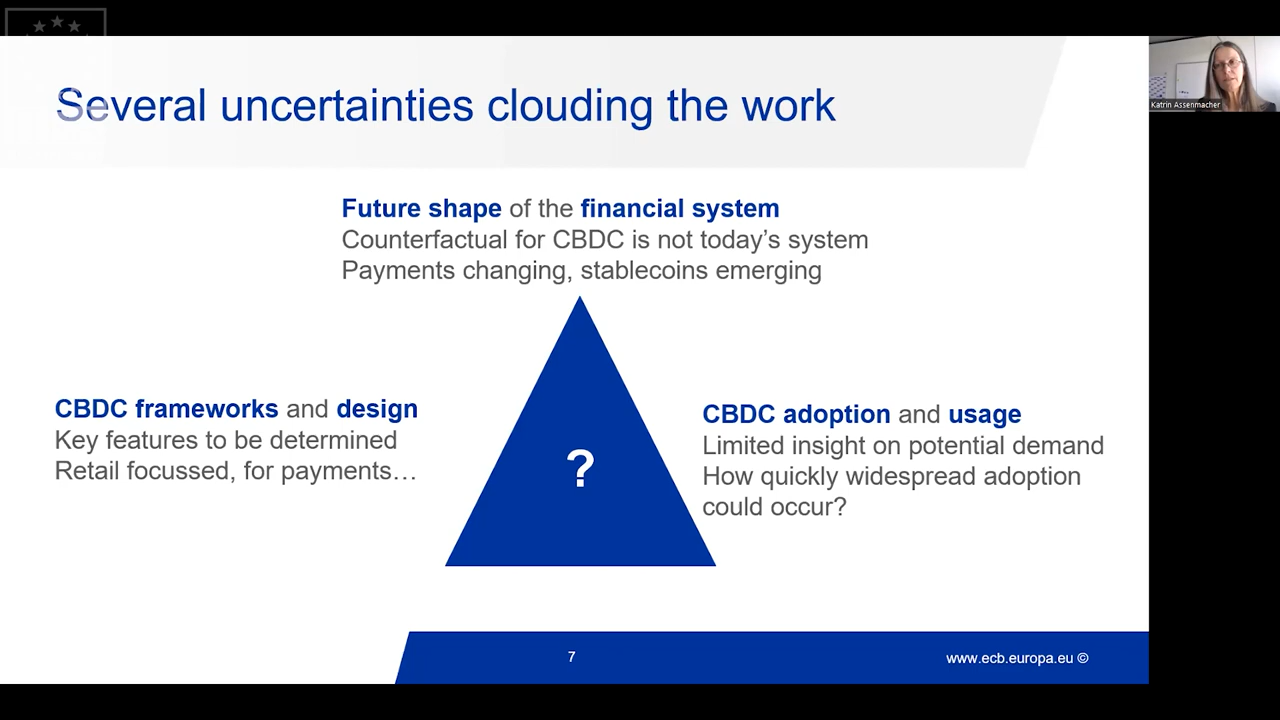 Several uncertainties clouding the work
Katrin Assenmacher
Future shape of the financial system
Counterfactual for CBDC is not today's system
Payments changing, stablecoins emerging
CBDC frameworks and design
Key features to be determined
Retail focussed, for payments…
?
CBDC adoption and usage
Limited insight on potential demand
How quickly widespread adoption
could occur?
7
www.ecb.europa.eu ©